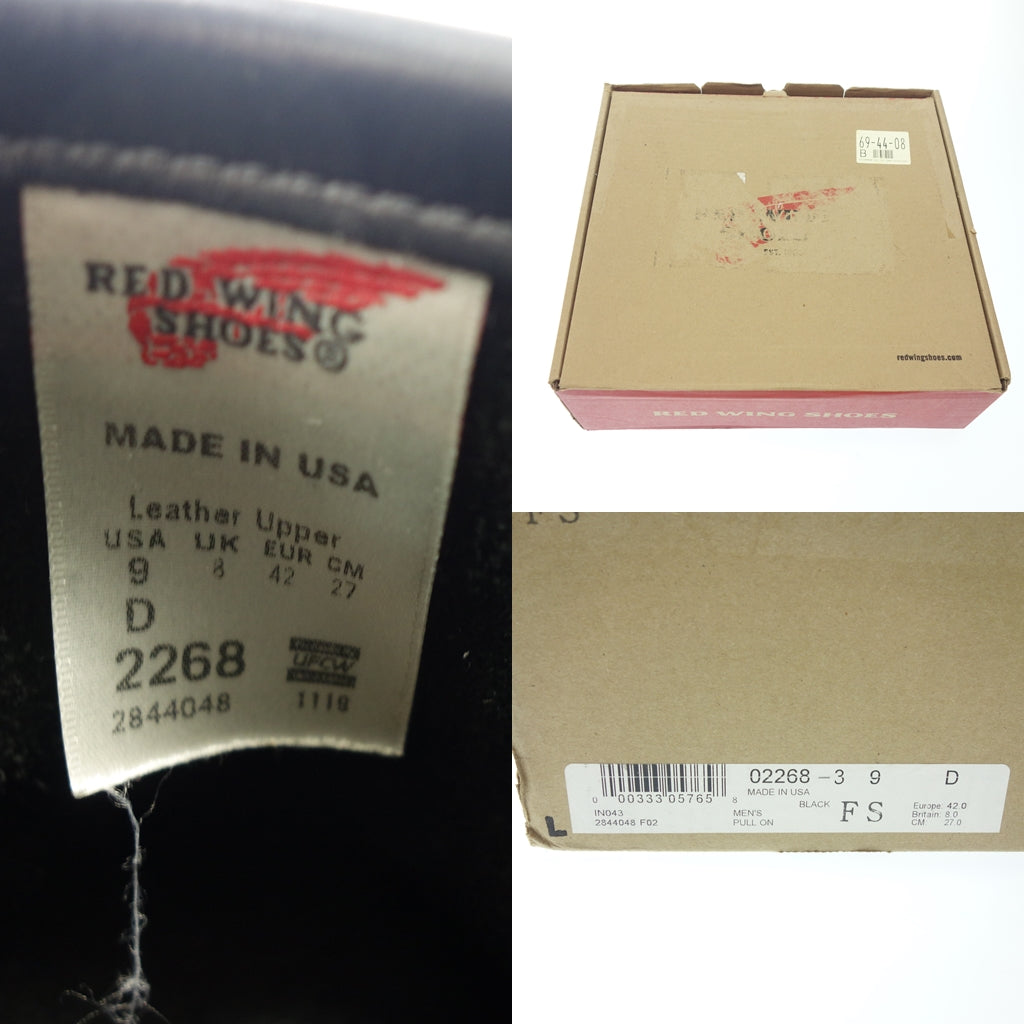 RED WING
SHOES®
MADE IN USA
Leather Upper
USA UK EUR CM
9 8 42 27
D
2268
UFCW
2844048 1118
69-44-08
B
redwingshoes.com
RED WING SHOES
FS
02268 -3 9 D
MADE IN USA
0 00333 05765 8
BLACK FS
IN043 MEN'S Europe: 42.0
2844048 F02 PULL ON Britain: 8.0
CM: 27.0
L